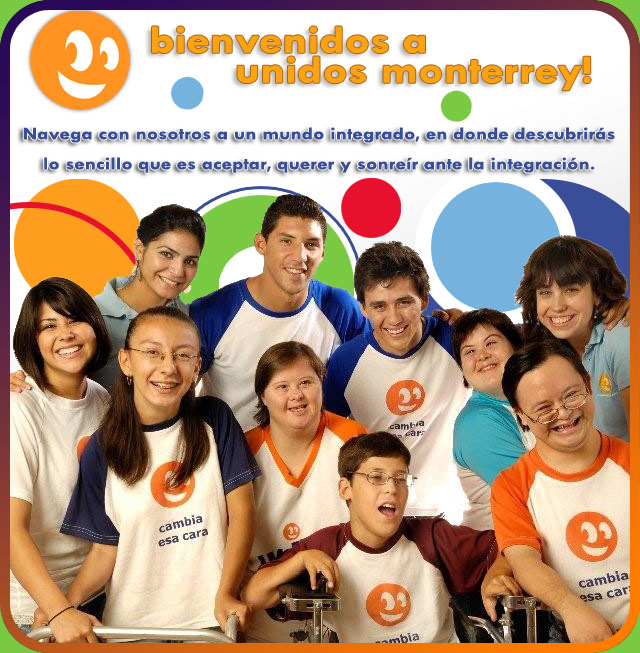 bienvenidos a
unidos monterrey!
Navega con nosotros a un mundo integrado, en donde descubrirás
lo sencillo que es aceptar, querer y sonreír ante la integración.
cambia
esa cara
cambia
esa cara
cambia
esa cara
cambia